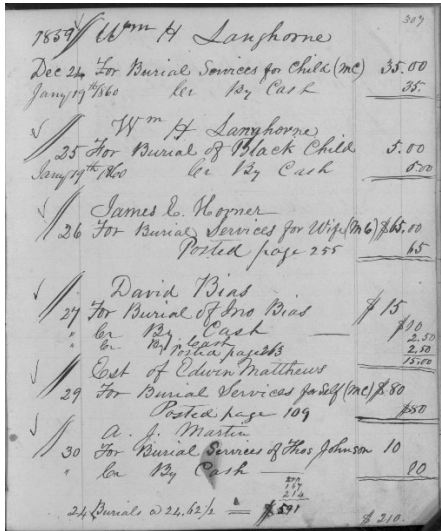 309
1859 Wm H Langhorne
Dec 24 For Burial Services for Child (MC) 35.00
Jany 19th 1860 Cr By Cash 35.
Wm H Langhorne
25 For Burial of Black Child 5.00
Jany 19th 1860 Cr By Cash 5.00
James E. Horner
26 For Burial Services for Wife (M6) $65.00
Posted page 255 65
David Bias
27 For Burial of Jno Bias $15
" Cr By Cash — $10
" Cr By Cash 2.50
Posted page 263 2.50
15.00
Est of Edwin Matthews
29 For Burial Services for Self (MC) $80
Posted page 109 $80
A. J. Martin
30 For Burial Services of Thos Johnson 10
" Cr By Cash — 10
167
214
24 Burials @ 24.62½ = $591
$210.